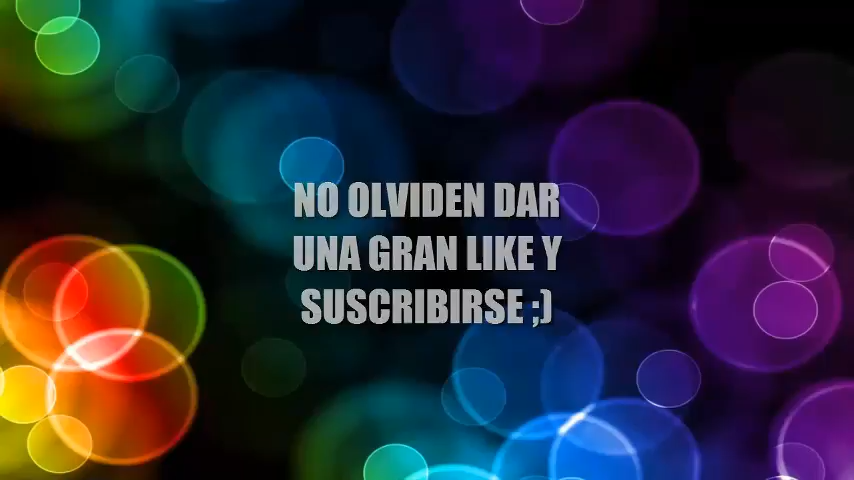 NO OLVIDEN DAR
UNA GRAN LIKE Y
SUSCRIBIRSE ;)